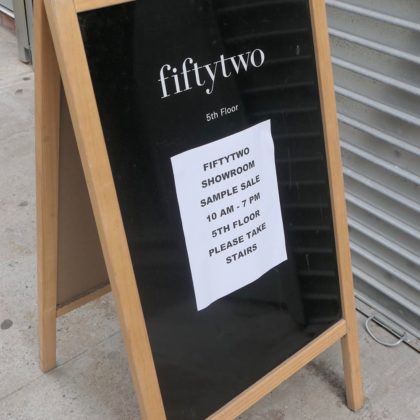 fiftytwo
5th Floor
FIFTYTWO
SHOWROOM
SAMPLE SALE
10 AM - 7 PM
5TH FLOOR
PLEASE TAKE
STAIRS